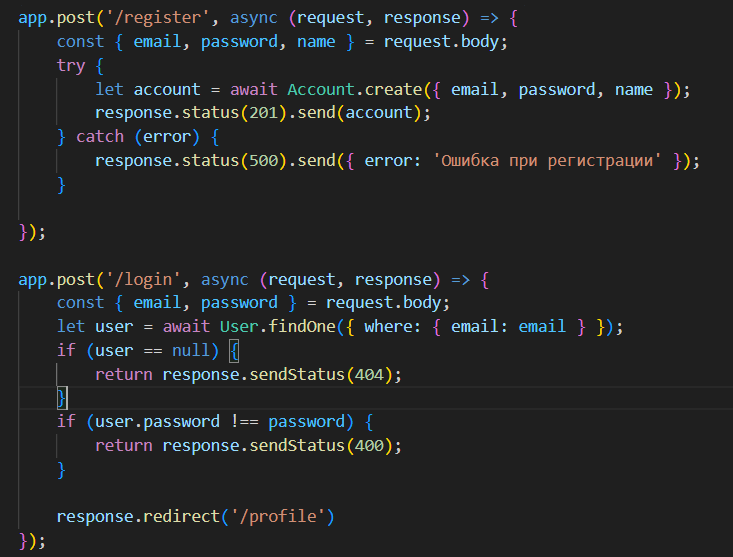 app.post('/register', async (request, response) => {
    const { email, password, name } = request.body;
    try {
        let account = await Account.create({ email, password, name });
        response.status(201).send(account);
    } catch (error) {
        response.status(500).send({ error: 'Ошибка при регистрации' });
    }

});

app.post('/login', async (request, response) => {
    const { email, password } = request.body;
    let user = await User.findOne({ where: { email: email } });
    if (user == null) {
        return response.sendStatus(404);
    }
    if (user.password !== password) {
        return response.sendStatus(400);
    }

    response.redirect('/profile')
});